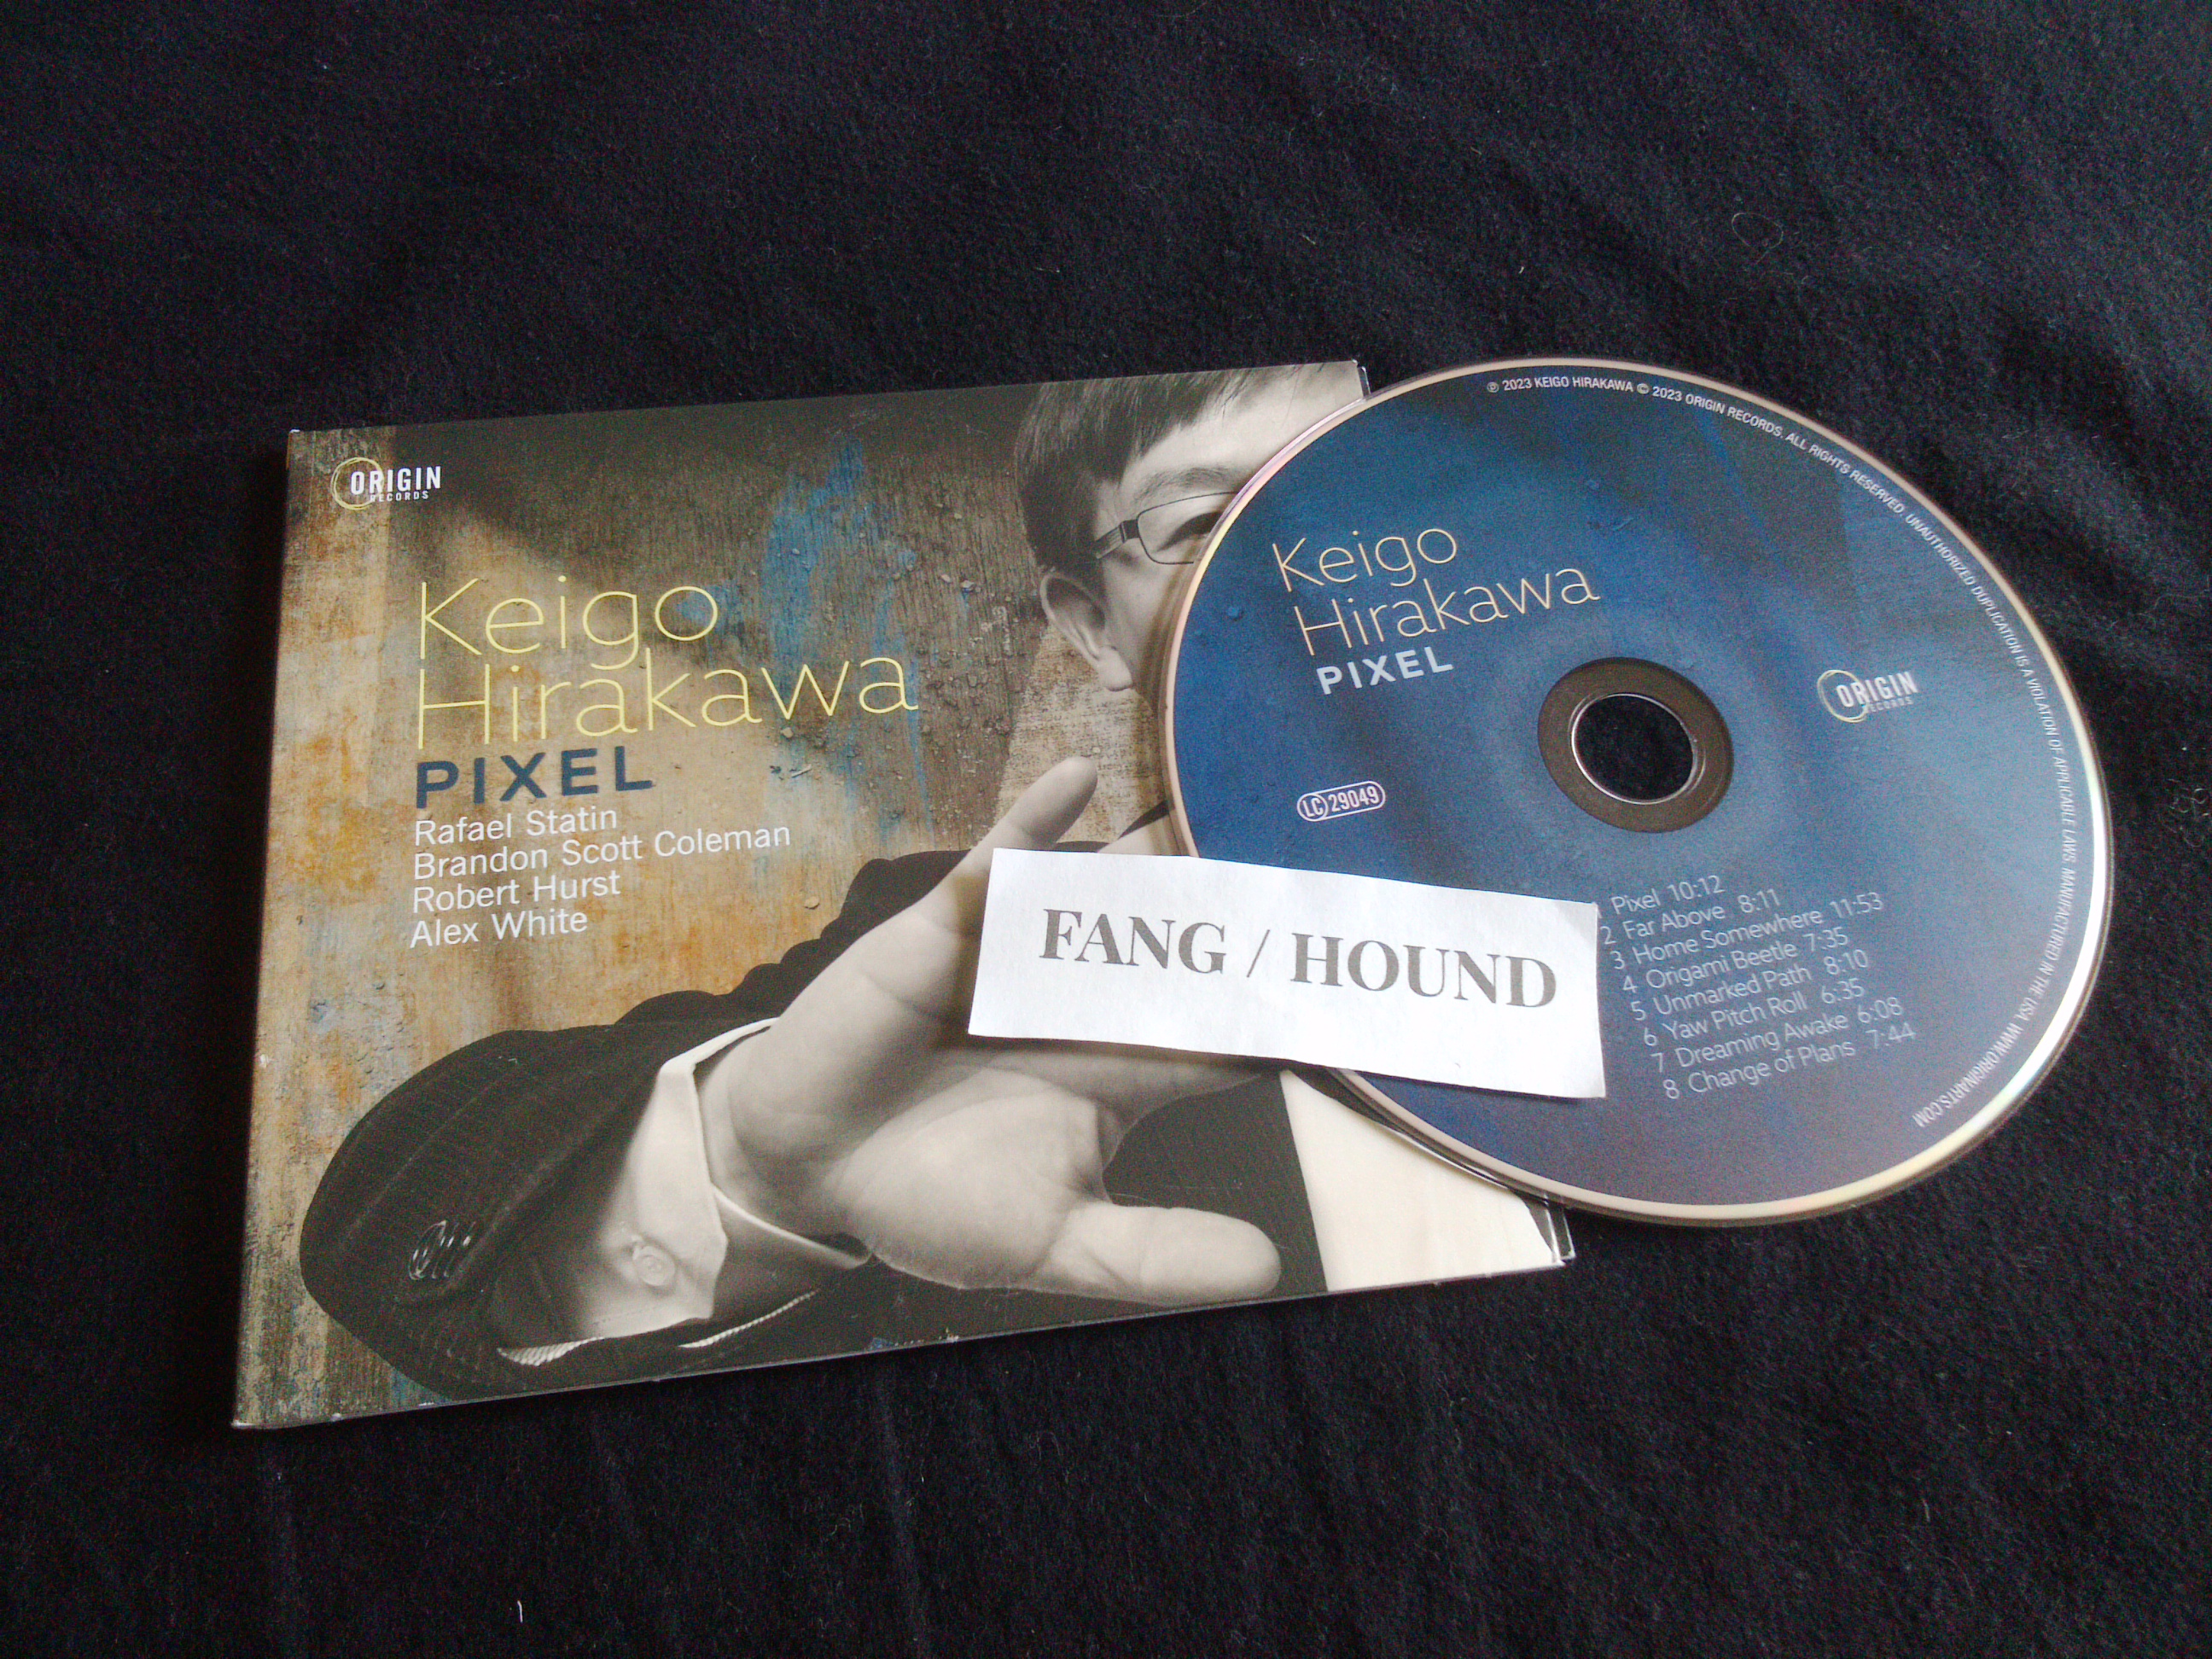 ORIGIN
RECORDS
Keigo
Hirakawa
PIXEL
Rafael Statin
Brandon Scott Coleman
Robert Hurst
Alex White
FANG / HOUND
℗ 2023 KEIGO HIRAKAWA © 2023 ORIGIN RECORDS. ALL RIGHTS RESERVED. UNAUTHORIZED DUPLICATION IS A VIOLATION OF APPLICABLE LAWS. MANUFACTURED IN THE USA. WWW.ORIGINARTS.COM
Keigo
Hirakawa
PIXEL
ORIGIN
RECORDS
LC 29049
Pixel 10:12
2 Far Above 8:11
3 Home Somewhere 11:53
4 Origami Beetle 7:35
5 Unmarked Path 8:10
6 Yaw Pitch Roll 6:35
7 Dreaming Awake 6:08
8 Change of Plans 7:44